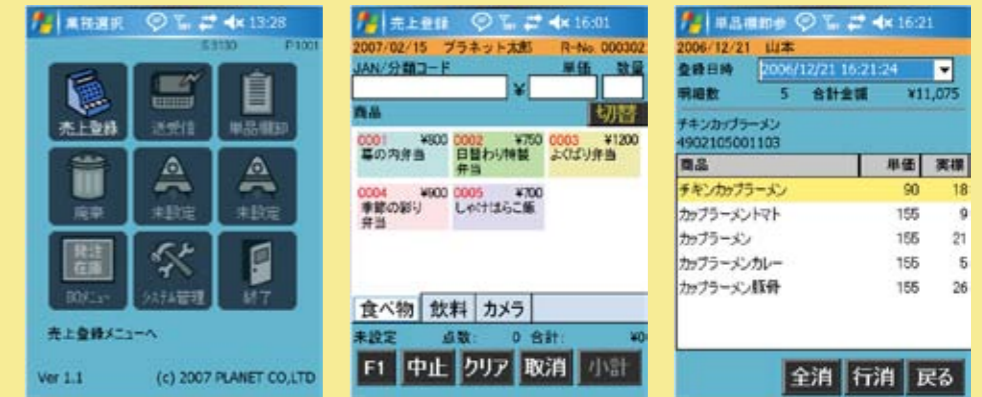 業務選択 13:28
S3130 P1001
売上登録 送受信 単品棚卸
廃棄 未設定 未設定
発注
在庫
BOメニュー システム管理 終了
売上登録メニューへ
Ver 1.1 (c) 2007 PLANET CO,LTD
売上登録 16:01
2007/02/15 プラネット太郎 R-No. 000302
JAN/分類コード 単価 数量
¥
商品 切替
0001 ¥800 0002 ¥750 0003 ¥1200
幕の内弁当 日替わり特製 よくばり弁当
弁当
0004 ¥900 0005 ¥700
季節の彩り しゃけはらこ飯
弁当
食べ物 飲料 カメラ
未設定 点数: 0 合計: ¥0
F1 中止 クリア 取消 小計
単品棚卸参 16:21
2006/12/21 山本
登録日時 2006/12/21 16:21:24
明細数 5 合計金額 ¥11,075
チキンカップラーメン
4902105001103
商品 単価 実棚
チキンカップラーメン 90 18
カップラーメントマト 155 9
カップラーメン 155 21
カップラーメンカレー 155 5
カップラーメン豚骨 155 26
全消 行消 戻る